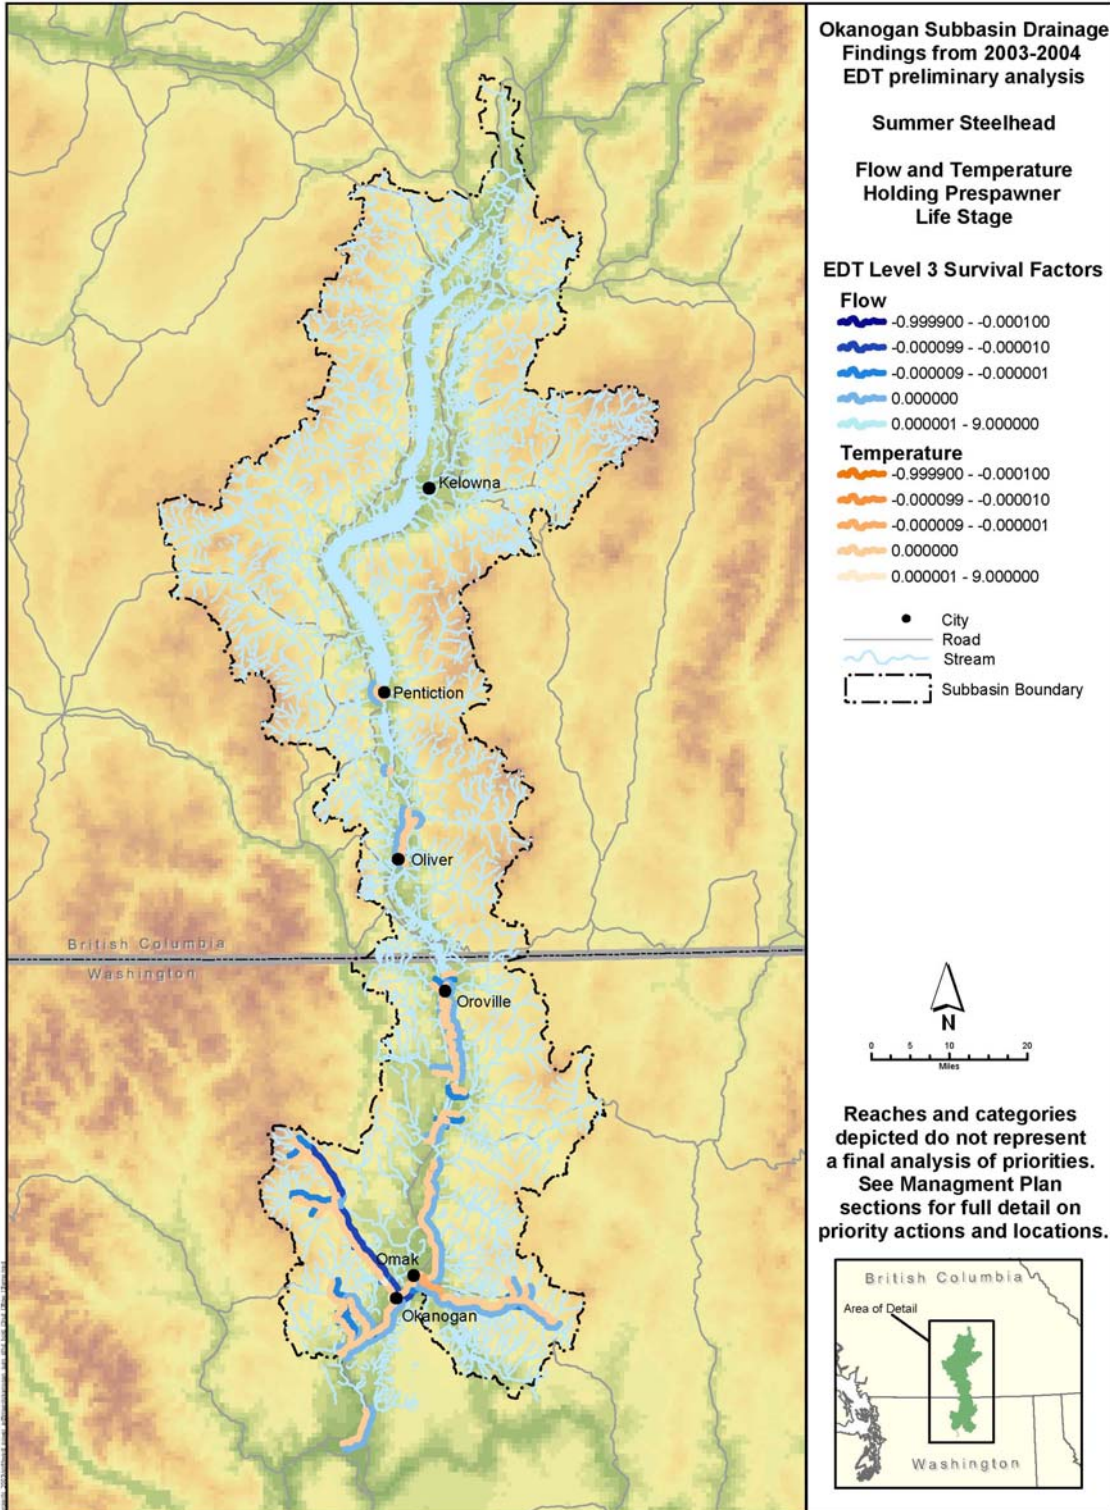 Okanogan Subbasin Drainage
Findings from 2003-2004
EDT preliminary analysis
Summer Steelhead
Flow and Temperature
Holding Prespawner
Life Stage
EDT Level 3 Survival Factors
Flow
-0.999900 - -0.000100
-0.000099 - -0.000010
-0.000009 - -0.000001
0.000000
0.000001 - 9.000000
Temperature
-0.999900 - -0.000100
-0.000099 - -0.000010
-0.000009 - -0.000001
0.000000
0.000001 - 9.000000
City
Road
Stream
Subbasin Boundary
Kelowna
Pentiction
Oliver
British Columbia
Washington
Oroville
Omak
Okanogan
N
0 5 10 20
Miles
Reaches and categories
depicted do not represent
a final analysis of priorities.
See Managment Plan
sections for full detail on
priority actions and locations.
British Columbia
Area of Detail
Washington